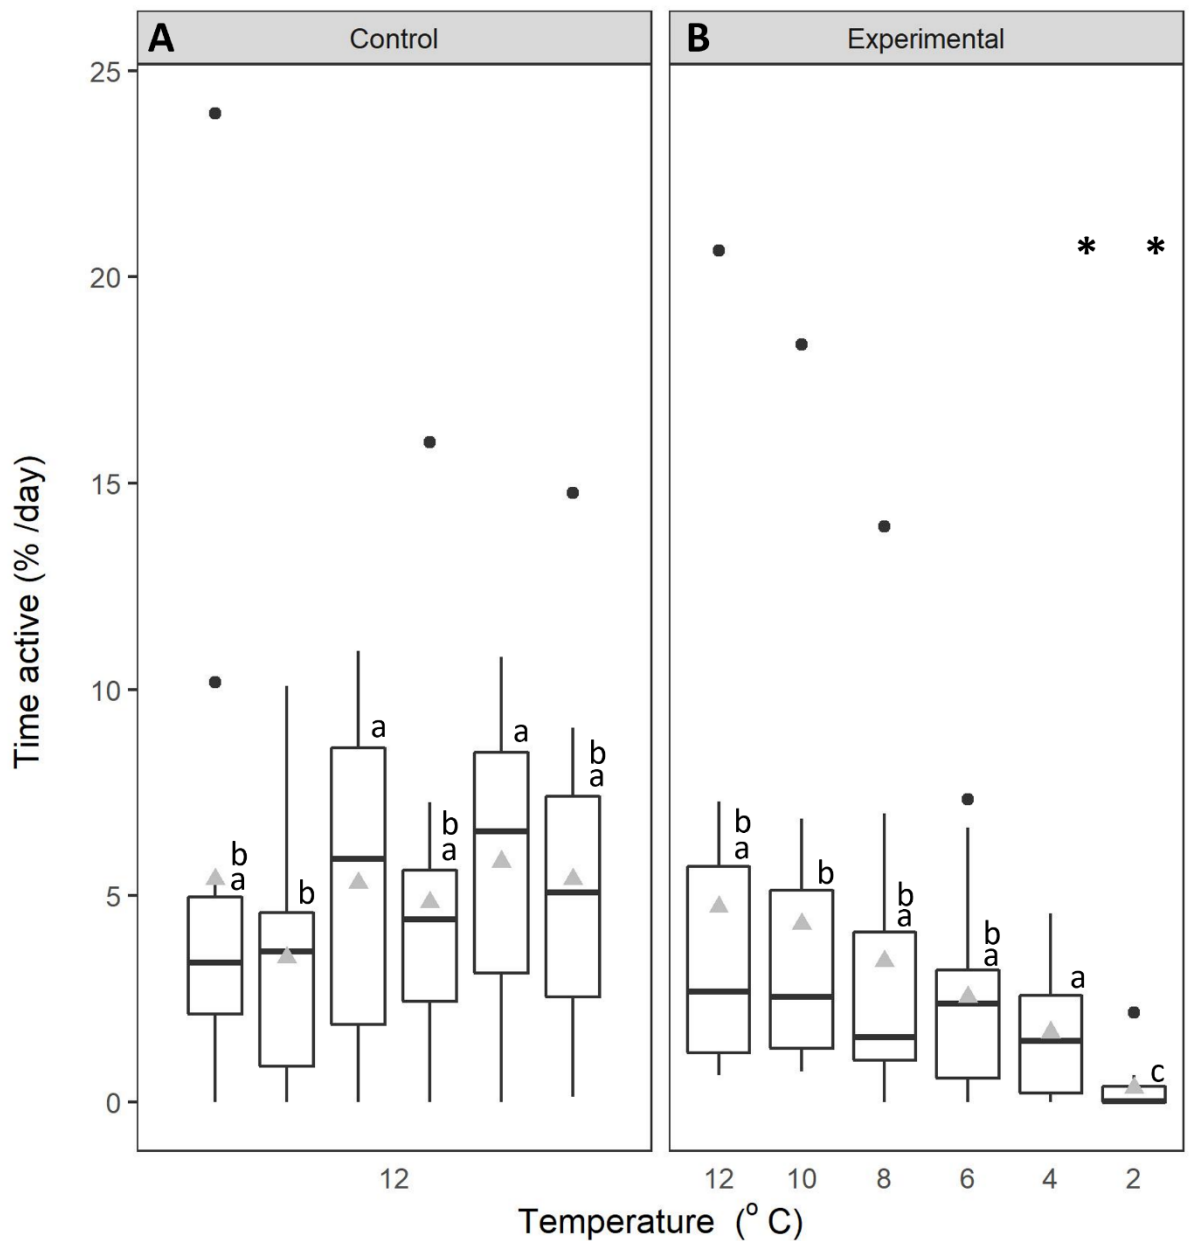 A Control
B Experimental
25
20
15
10
5
0
Time active (% /day)
b
a
b
a
b
a
a
b
a
b
a
b
b
a
b
a
a
c
* *
12
12 10 8 6 4 2
Temperature (° C)